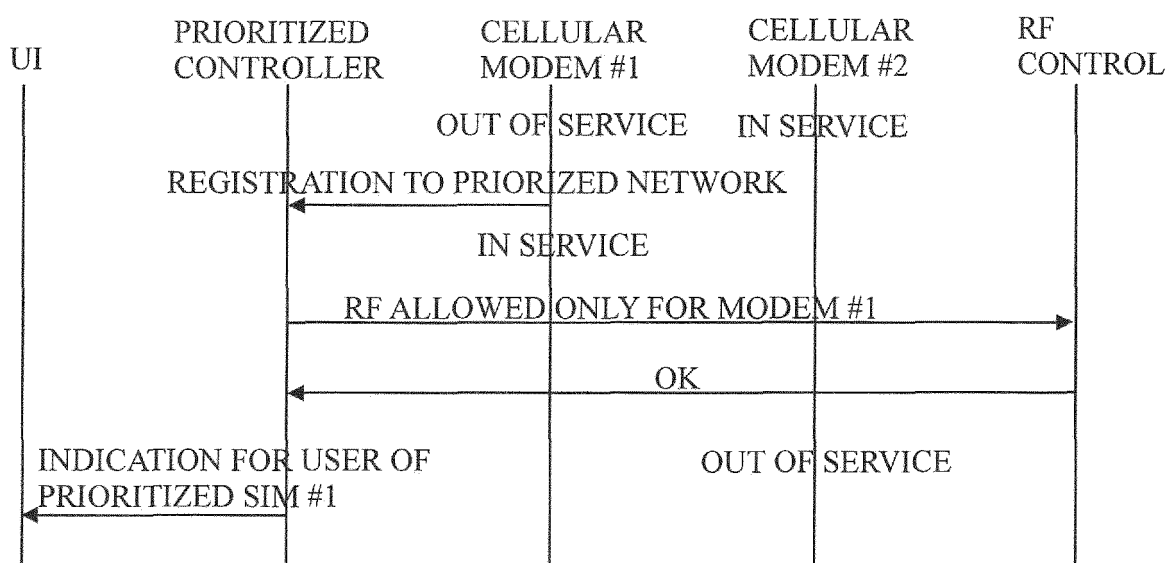 UI
PRIORITIZED
CONTROLLER
CELLULAR
MODEM #1
CELLULAR
MODEM #2
RF
CONTROL
OUT OF SERVICE
IN SERVICE
REGISTRATION TO PRIORIZED NETWORK
IN SERVICE
RF ALLOWED ONLY FOR MODEM #1
OK
INDICATION FOR USER OF
PRIORITIZED SIM #1
OUT OF SERVICE